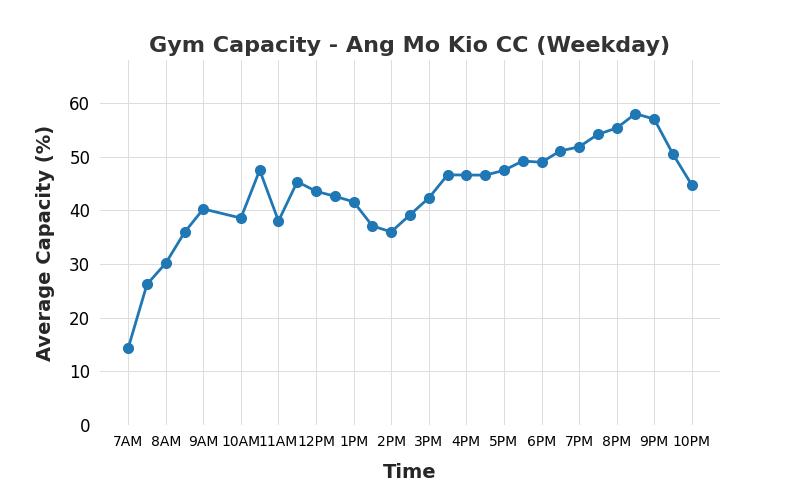 Gym Capacity - Ang Mo Kio CC (Weekday)
Average Capacity (%)
60
50
40
30
20
10
0
7AM 8AM 9AM 10AM 11AM 12PM 1PM 2PM 3PM 4PM 5PM 6PM 7PM 8PM 9PM 10PM
Time